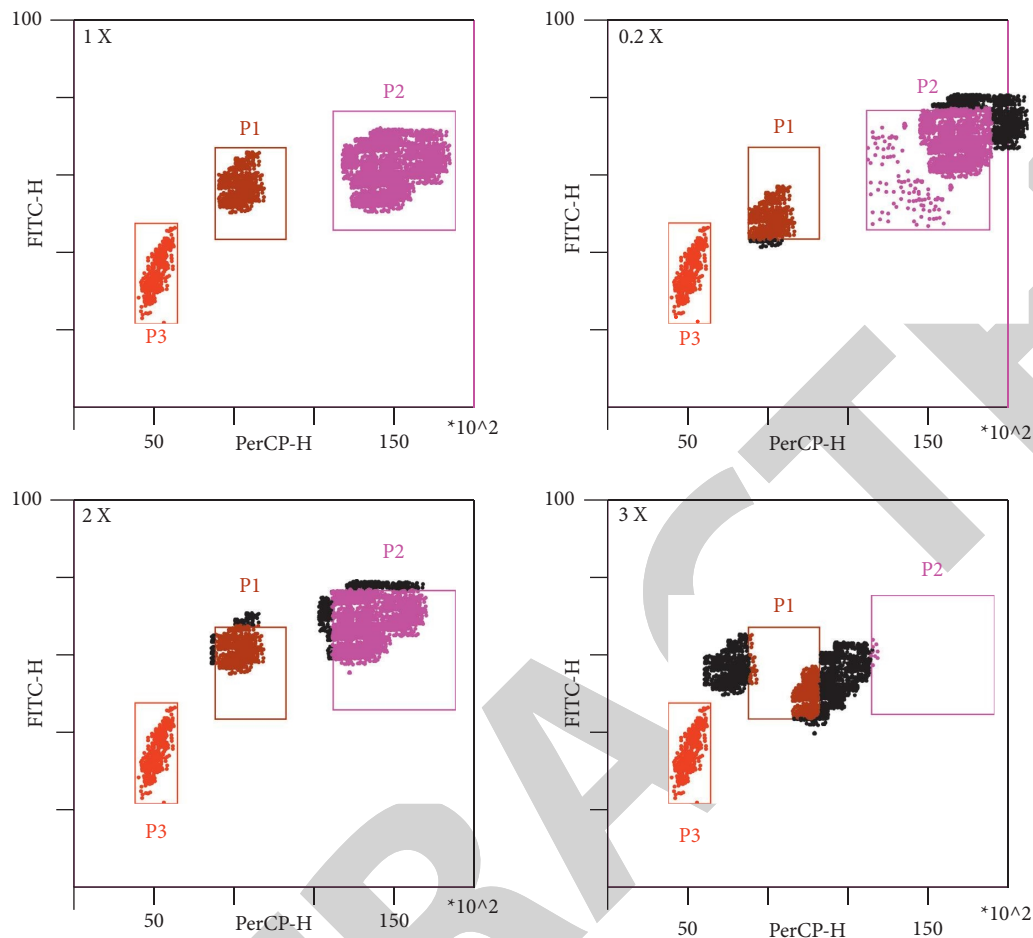 100
1 X
P2
P1
P3
FITC-H
50
PerCP-H
150
*10^2
100
0.2 X
P2
P1
P3
FITC-H
50
PerCP-H
150
*10^2
100
2 X
P2
P1
P3
FITC-H
50
PerCP-H
150
*10^2
100
3 X
P2
P1
P3
FITC-H
50
PerCP-H
150
*10^2
RACTE